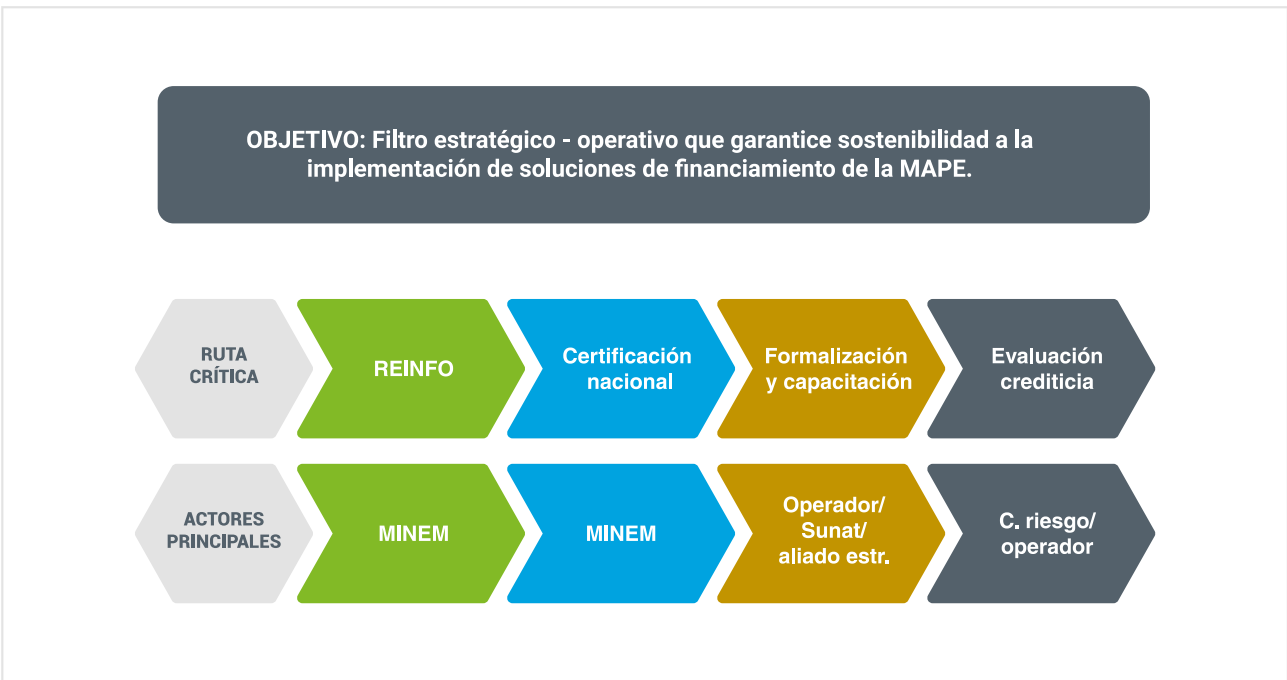 OBJETIVO: Filtro estratégico - operativo que garantice sostenibilidad a la
implementación de soluciones de financiamiento de la MAPE.
RUTA
CRÍTICA
REINFO
Certificación
nacional
Formalización
y capacitación
Evaluación
crediticia
ACTORES
PRINCIPALES
MINEM
MINEM
Operador/
Sunat/
aliado estr.
C. riesgo/
operador